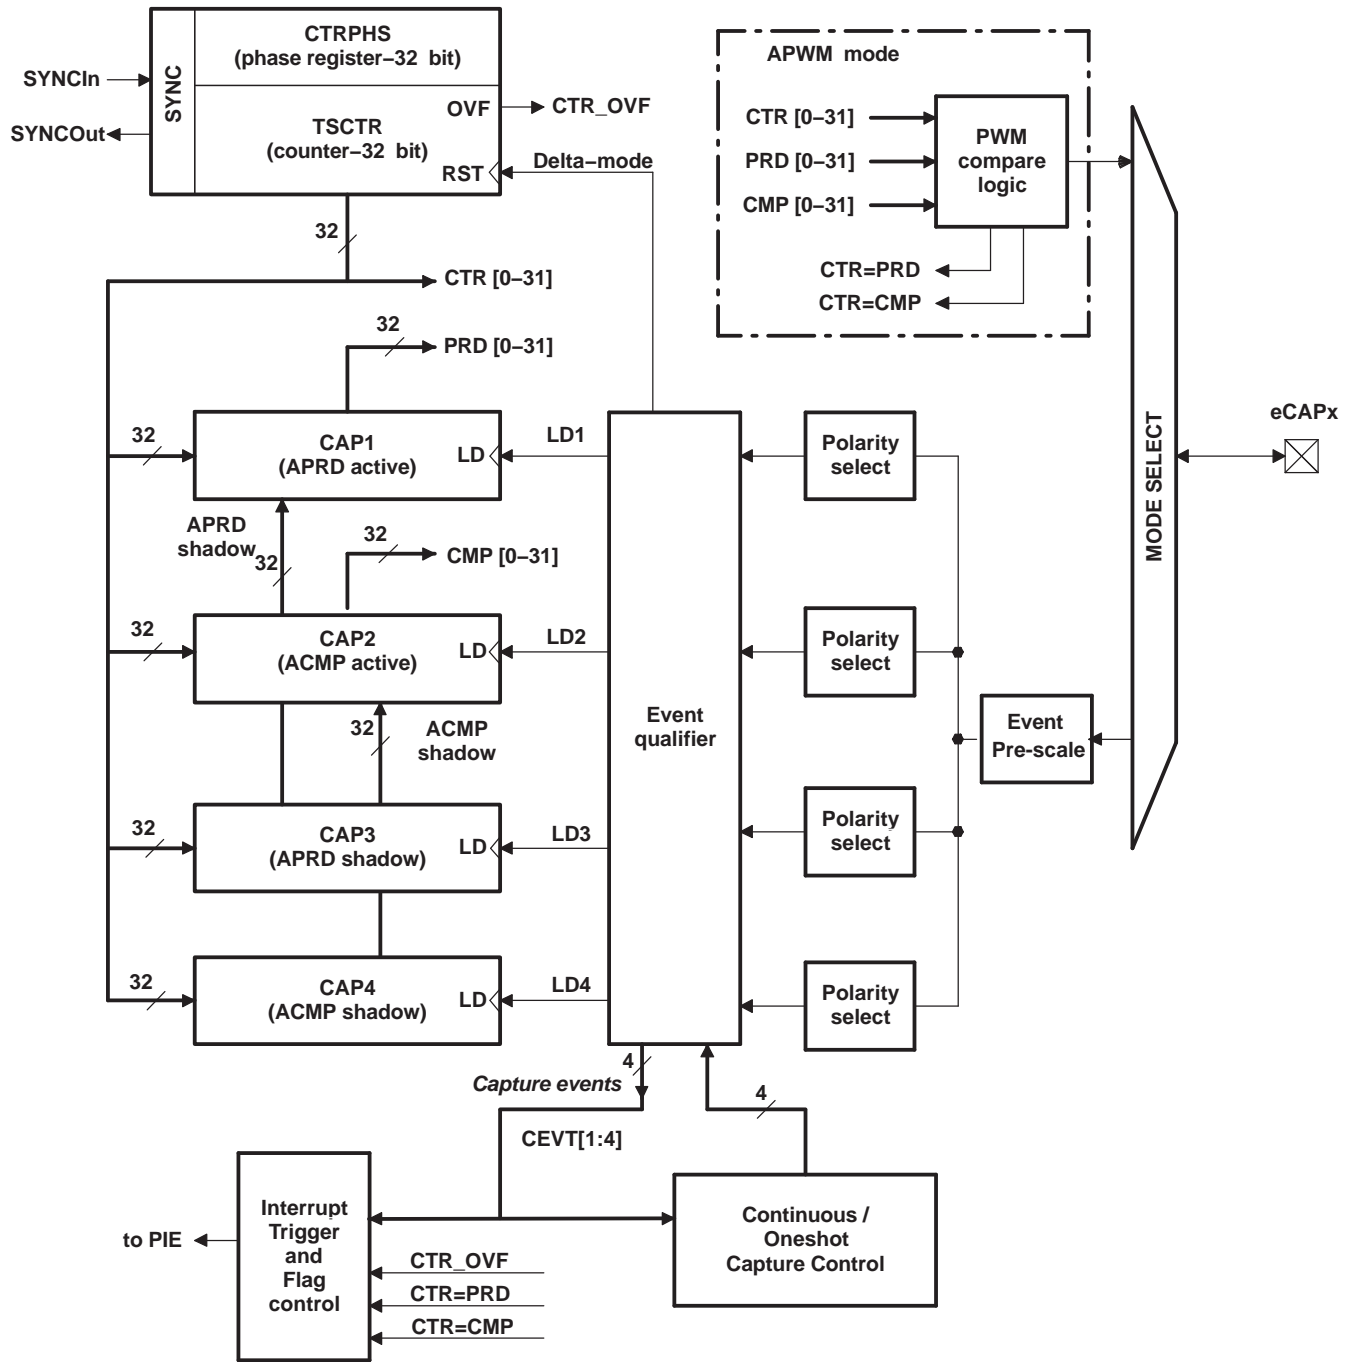 CTRPHS
(phase register−32 bit)
APWM mode
SYNCIn
SYNC
OVF
CTR_OVF
SYNCOut
TSCTR
(counter−32 bit)
RST
Delta−mode
CTR [0−31]
PRD [0−31]
CMP [0−31]
PWM
compare
logic
CTR=PRD
CTR=CMP
32
CTR [0−31]
32
PRD [0−31]
32
CAP1
(APRD active)
LD
LD1
Polarity
select
eCAPx
MODE SELECT
APRD
shadow
32
32
CMP [0−31]
32
CAP2
(ACMP active)
LD
LD2
Polarity
select
32
ACMP
shadow
Event
qualifier
Event
Pre-scale
32
CAP3
(APRD shadow)
LD
LD3
Polarity
select
32
CAP4
(ACMP shadow)
LD
LD4
Polarity
select
4
Capture events
4
CEVT[1:4]
to PIE
Interrupt
Trigger
and
Flag
control
CTR_OVF
CTR=PRD
CTR=CMP
Continuous /
Oneshot
Capture Control